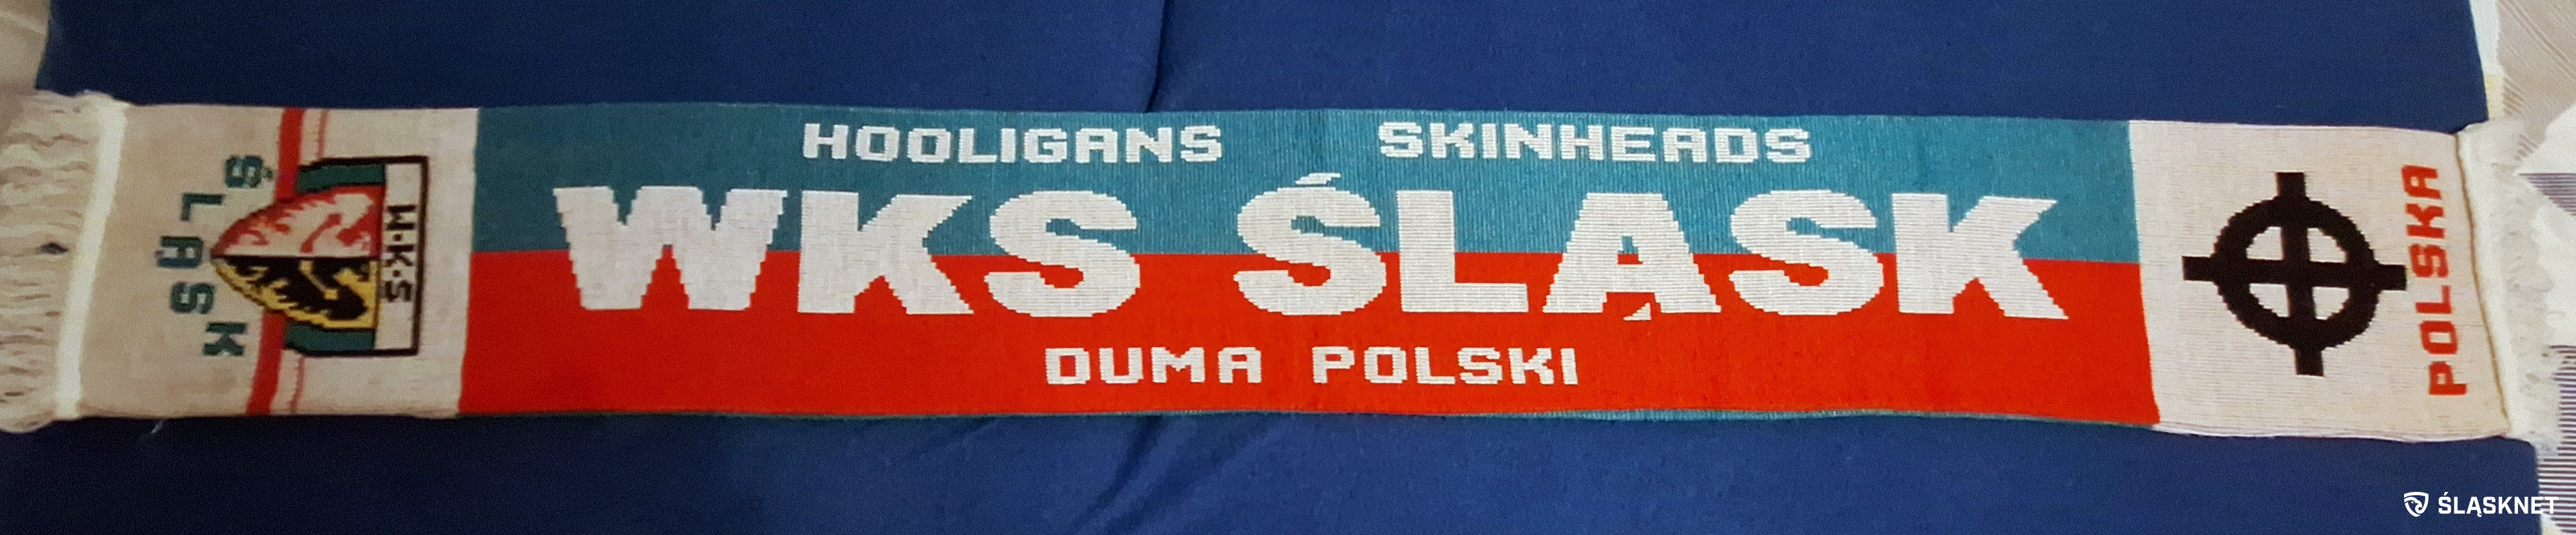 ŚLĄSK
W·K·S
HOOLIGANS SKINHEADS
WKS ŚLĄSK
DUMA POLSKI
POLSKA
ŚLĄSKNET